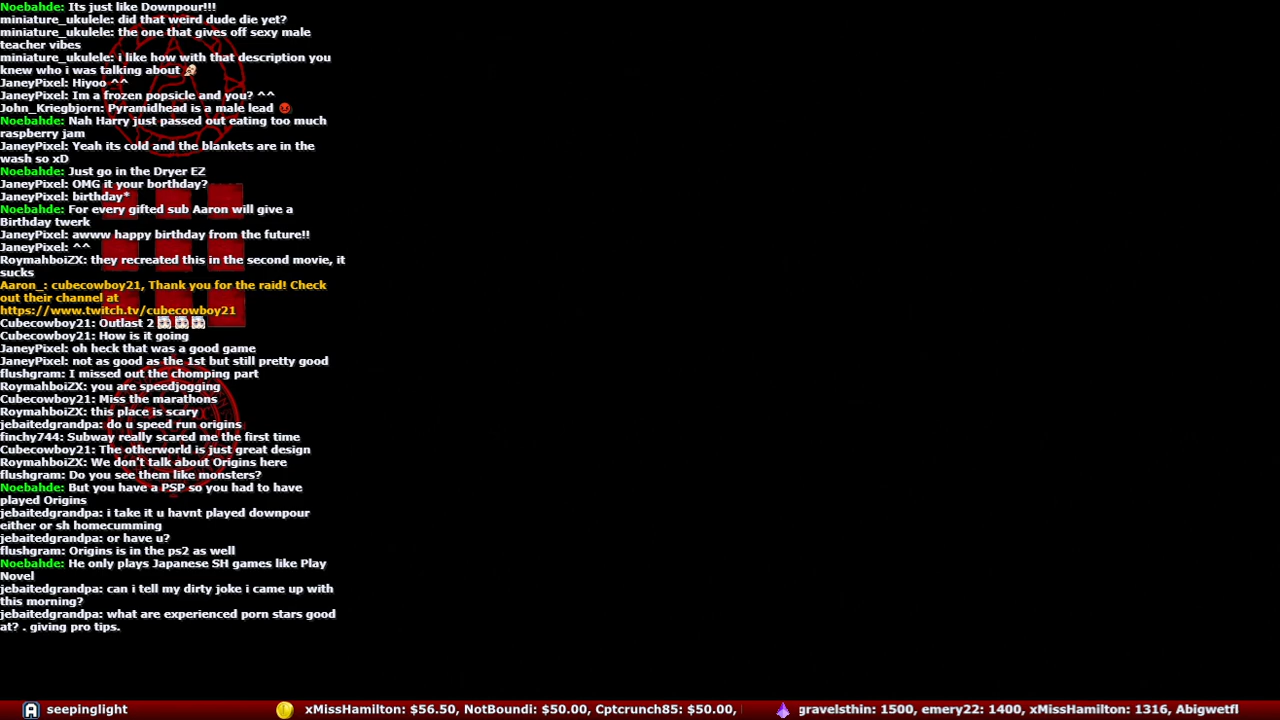 Noebahde: Its just like Downpour!!!
miniature_ukulele: did that weird dude die yet?
miniature_ukulele: the one that gives off sexy male
teacher vibes
miniature_ukulele: i like how with that description you
knew who i was talking about
JaneyPixel: Hiyoo ^^
JaneyPixel: Im a frozen popsicle and you? ^^
John_Kriegbjorn: Pyramidhead is a male lead
Noebahde: Nah Harry just passed out eating too much
raspberry jam
JaneyPixel: Yeah its cold and the blankets are in the
wash so xD
Noebahde: Just go in the Dryer EZ
JaneyPixel: OMG it your borthday?
JaneyPixel: birthday*
Noebahde: For every gifted sub Aaron will give a
Birthday twerk
JaneyPixel: awww happy birthday from the future!!
JaneyPixel: ^^
RoymahboiZX: they recreated this in the second movie, it
sucks
Aaron_: cubecowboy21, Thank you for the raid! Check
out their channel at
https://www.twitch.tv/cubecowboy21
Cubecowboy21: Outlast 2
Cubecowboy21: How is it going
JaneyPixel: oh heck that was a good game
JaneyPixel: not as good as the 1st but still pretty good
flushgram: I missed out the chomping part
RoymahboiZX: you are speedjogging
Cubecowboy21: Miss the marathons
RoymahboiZX: this place is scary
jebaitedgrandpa: do u speed run origins
finchy744: Subway really scared me the first time
Cubecowboy21: The otherworld is just great design
RoymahboiZX: We don't talk about Origins here
flushgram: Do you see them like monsters?
Noebahde: But you have a PSP so you had to have
played Origins
jebaitedgrandpa: i take it u havnt played downpour
either or sh homecumming
jebaitedgrandpa: or have u?
flushgram: Origins is in the ps2 as well
Noebahde: He only plays Japanese SH games like Play
Novel
jebaitedgrandpa: can i tell my dirty joke i came up with
this morning?
jebaitedgrandpa: what are experienced porn stars good
at? . giving pro tips.
seepinglight
xMissHamilton: $56.50, NotBoundi: $50.00, Cptcrunch85: $50.00,
gravelsthin: 1500, emery22: 1400, xMissHamilton: 1316, Abigwetfl